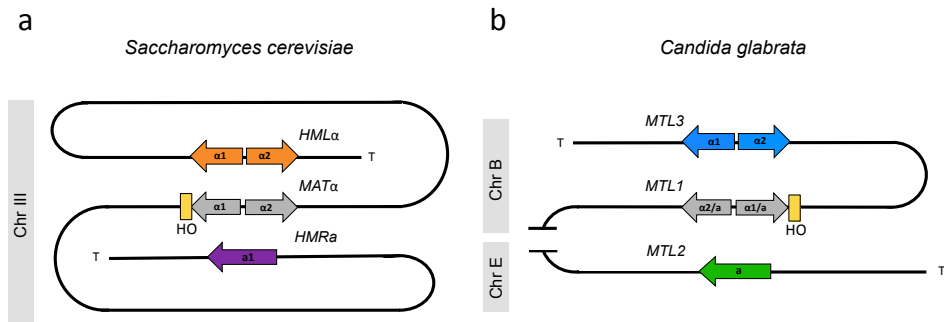 a
Saccharomyces cerevisiae
Chr III
HMLα
α1 α2
T
MATα
α1 α2
HO
HMRa
T
a1
b
Candida glabrata
Chr B
MTL3
T
α1 α2
MTL1
α2/a α1/a
HO
Chr E
MTL2
a
T